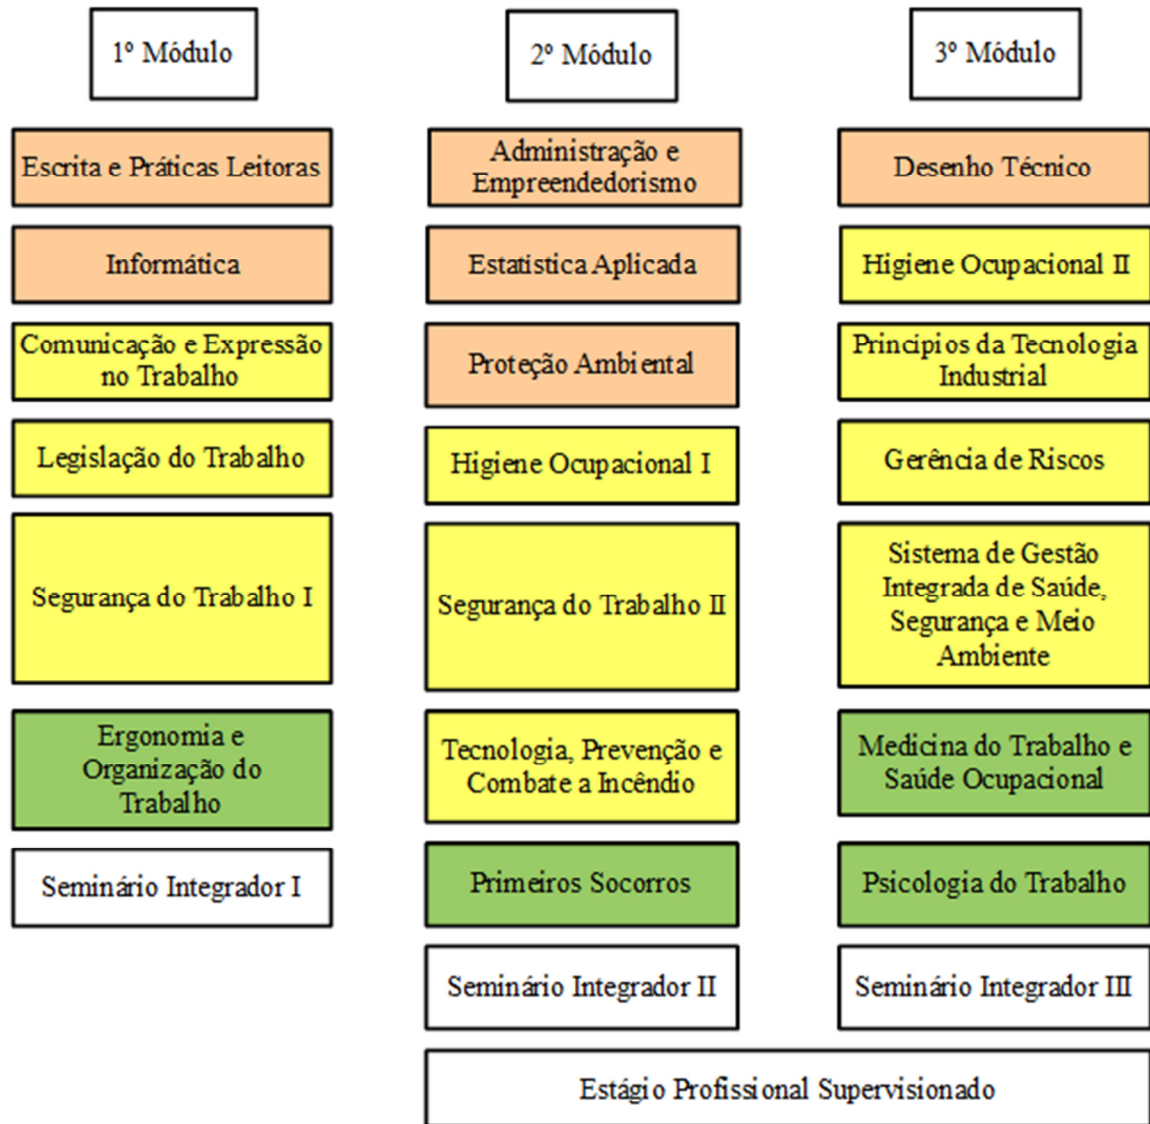 1º Módulo
Escrita e Práticas Leitoras
Informática
Comunicação e Expressão
no Trabalho
Legislação do Trabalho
Segurança do Trabalho I
Ergonomia e
Organização do
Trabalho
Seminário Integrador I
2º Módulo
Administração e
Empreendedorismo
Estatística Aplicada
Proteção Ambiental
Higiene Ocupacional I
Segurança do Trabalho II
Tecnologia, Prevenção e
Combate a Incêndio
Primeiros Socorros
Seminário Integrador II
3º Módulo
Desenho Técnico
Higiene Ocupacional II
Principios da Tecnologia
Industrial
Gerência de Riscos
Sistema de Gestão
Integrada de Saúde,
Segurança e Meio
Ambiente
Medicina do Trabalho e
Saúde Ocupacional
Psicologia do Trabalho
Seminário Integrador III
Estágio Profissional Supervisionado